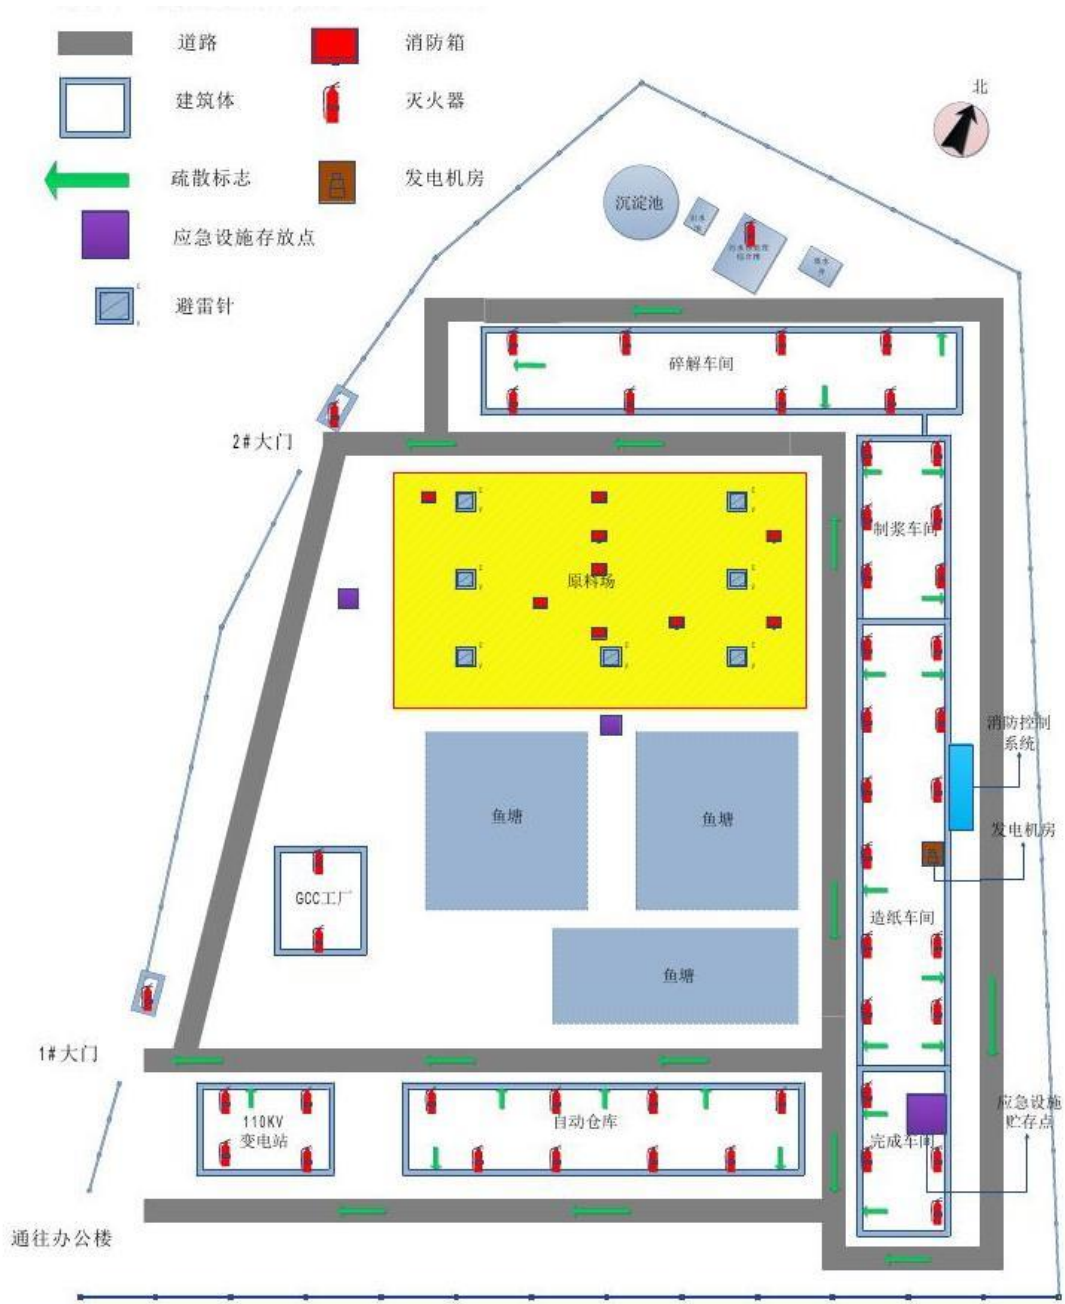 道路
消防箱
建筑体
灭火器
疏散标志
发电机房
应急设施存放点
避雷针
北
沉淀池
碎解车间
2#大门
制浆车间
原料场
消防控制
系统
鱼塘
鱼塘
发电机房
GCC工厂
造纸车间
鱼塘
1#大门
110KV
变电站
自动仓库
完成车间
应急设施
贮存点
通往办公楼